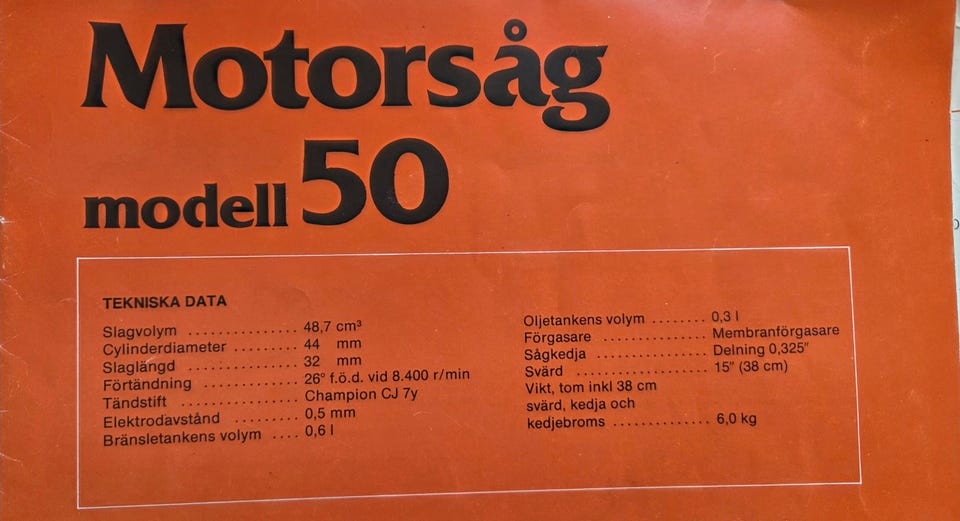 Motorsåg
modell 50
TEKNISKA DATA
Slagvolym ............... 48,7 cm³
Cylinderdiameter ......... 44 mm
Slaglängd ............... 32 mm
Förtändning ............. 26° f.ö.d. vid 8.400 r/min
Tändstift ................ Champion CJ 7y
Elektrodavstånd .......... 0,5 mm
Bränsletankens volym .... 0,6 l
Oljetankens volym ........ 0,3 l
Förgasare ............... Membranförgasare
Sågkedja ................ Delning 0,325"
Svärd .................... 15" (38 cm)
Vikt, tom inkl 38 cm
svärd, kedja och
kedjebroms .............. 6,0 kg